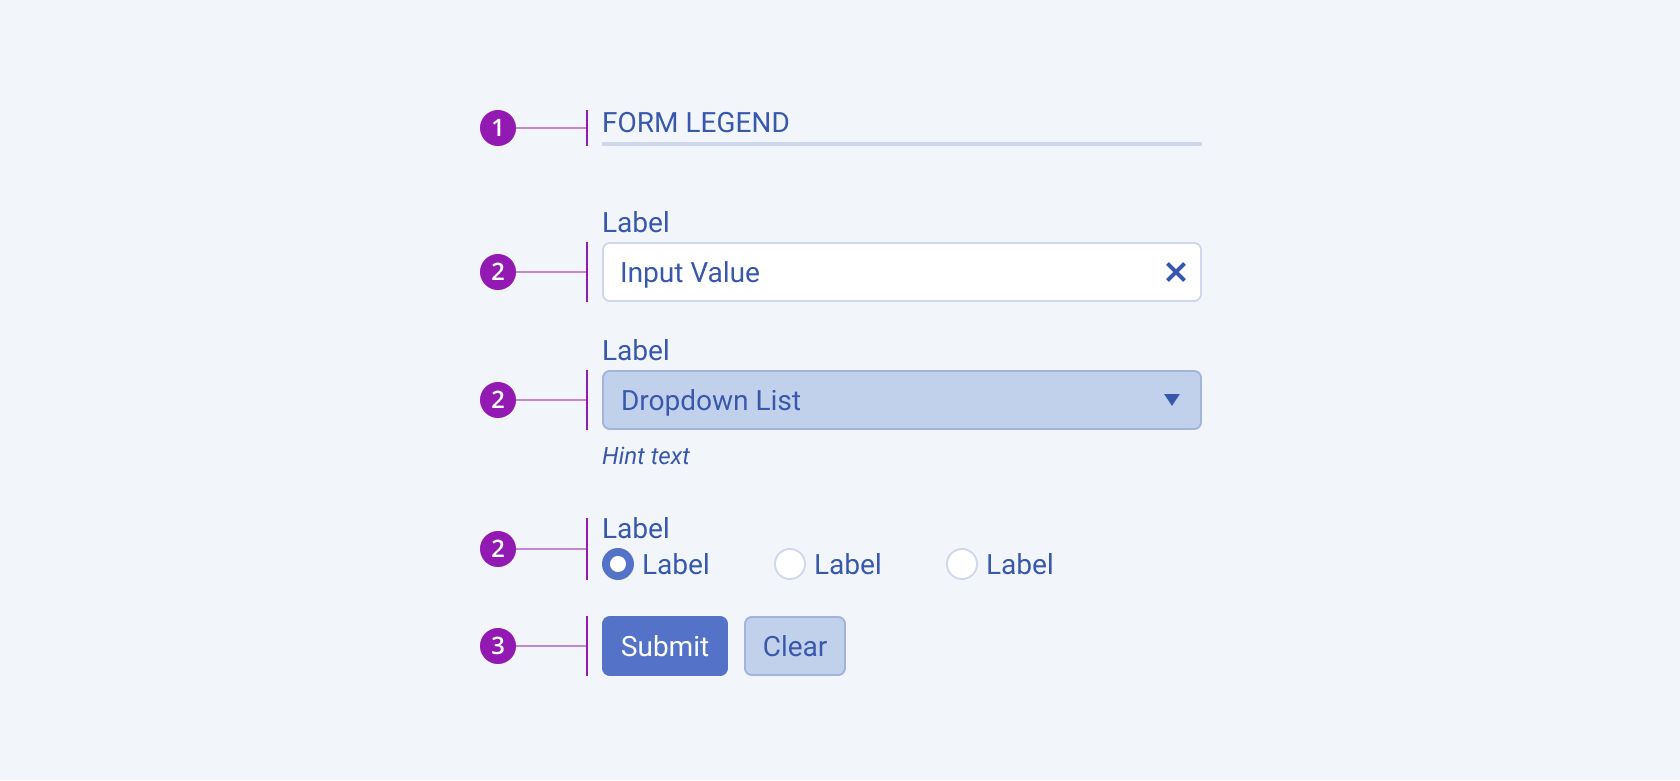 1 FORM LEGEND
Label
2 Input Value
Label
2 Dropdown List
Hint text
Label
2 Label Label Label
3 Submit Clear